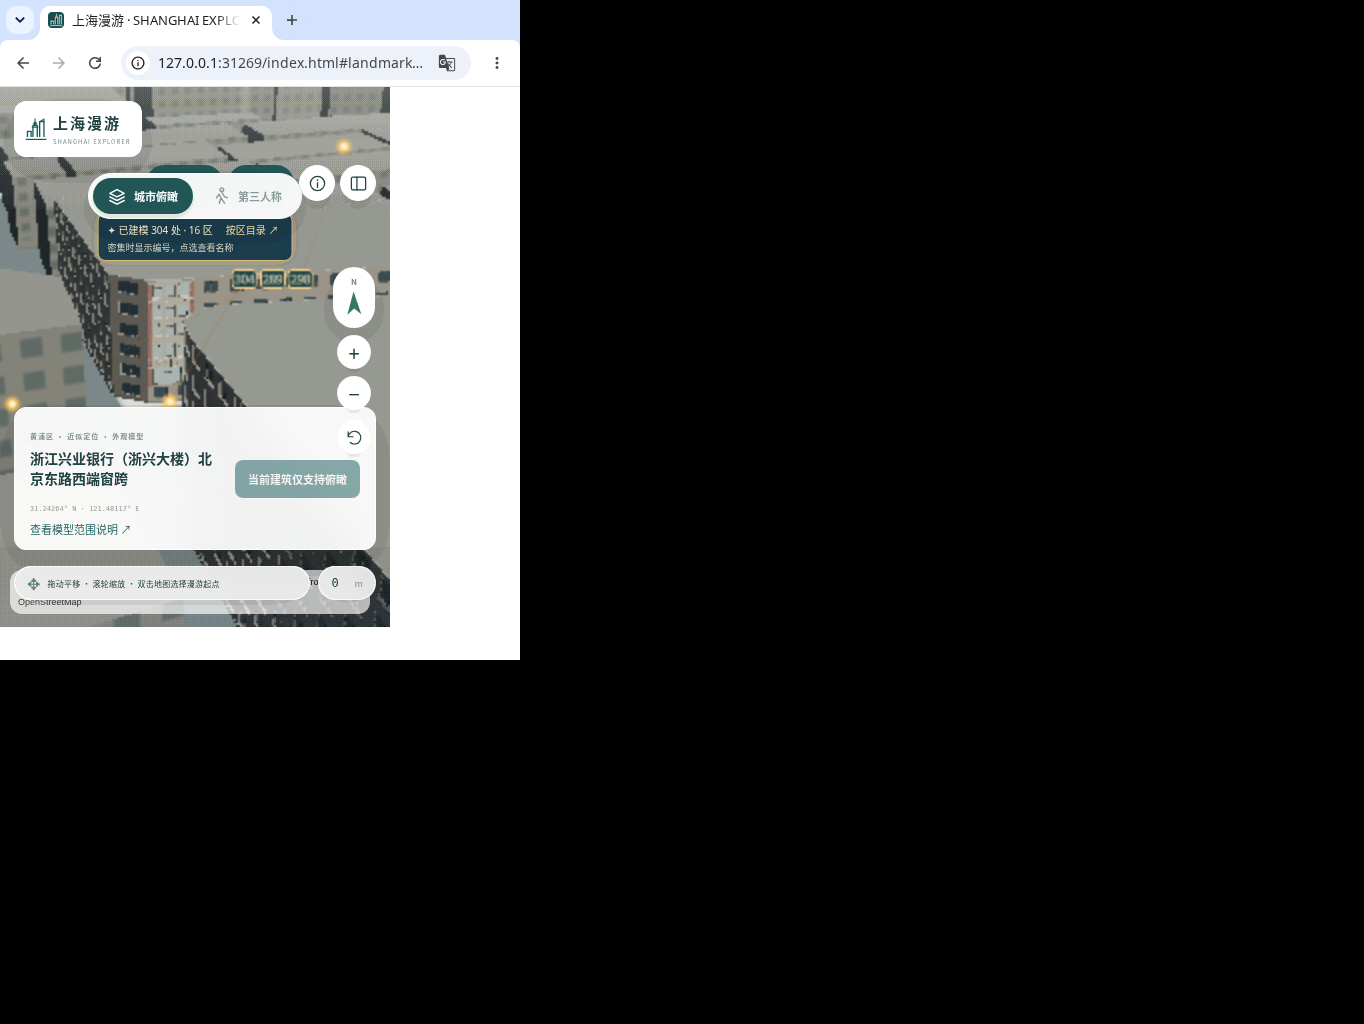 上海漫游 · SHANGHAI EXPLO
127.0.0.1:31269/index.html#landmark...
上海漫游
SHANGHAI EXPLORER
城市俯瞰
第三人称
✦ 已建模 304 处 · 16 区 按区目录 ↗
密集时显示编号，点选查看名称
304 289 290
N
+
−
黄浦区 · 近似定位 · 外观模型
浙江兴业银行（浙兴大楼）北
京东路西端窗跨
当前建筑仅支持俯瞰
31.24264° N · 121.48117° E
查看模型范围说明 ↗
拖动平移 · 滚轮缩放 · 双击地图选择漫游起点
0 m
OpenStreetMap